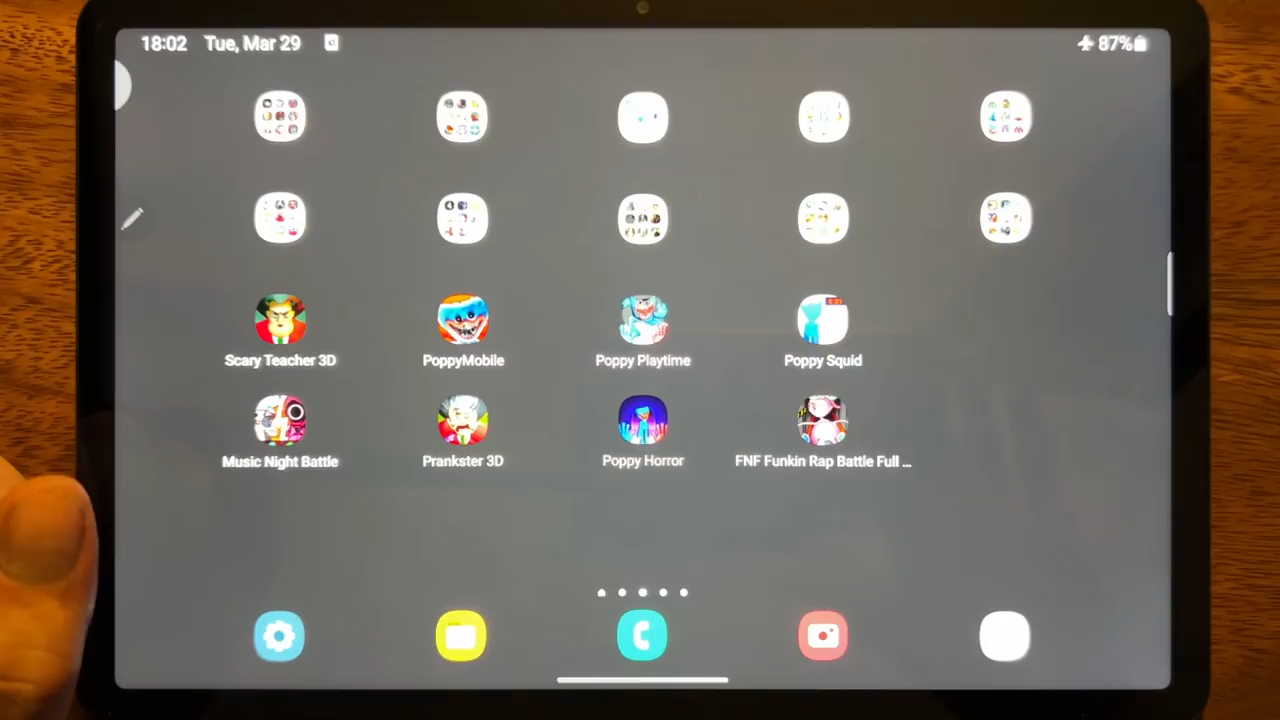 18:02 Tue, Mar 29 87%
Scary Teacher 3D PoppyMobile Poppy Playtime Poppy Squid
Music Night Battle Prankster 3D Poppy Horror FNF Funkin Rap Battle Full ...